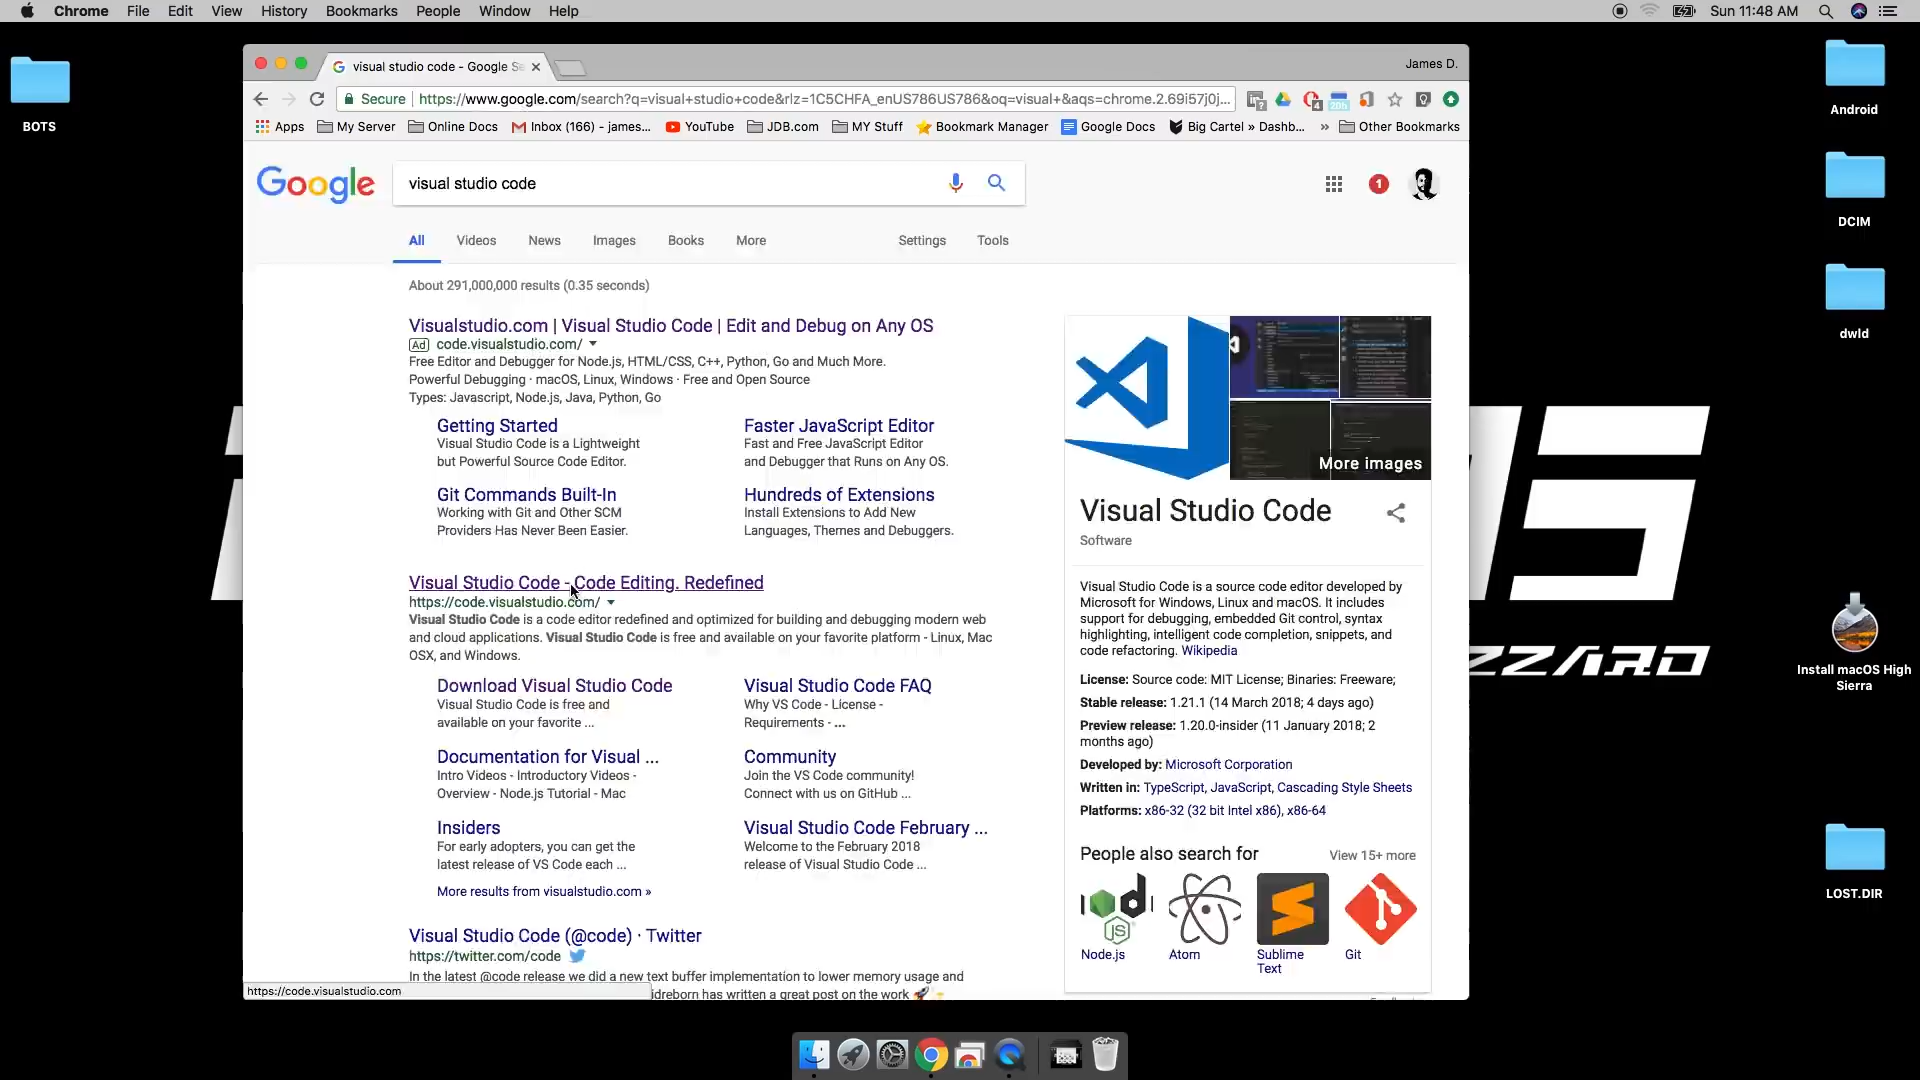 Chrome File Edit View History Bookmarks People Window Help
Sun 11:48 AM
visual studio code - Google Se
James D.
Secure https://www.google.com/search?q=visual+studio+code&rlz=1C5CHFA_enUS786US786&oq=visual+&aqs=chrome.2.69i57j0j...
Apps My Server Online Docs Inbox (166) - james... YouTube JDB.com MY Stuff Bookmark Manager Google Docs Big Cartel » Dashb... » Other Bookmarks
Google
visual studio code
1
All Videos News Images Books More Settings Tools
About 291,000,000 results (0.35 seconds)
Visualstudio.com | Visual Studio Code | Edit and Debug on Any OS
Ad code.visualstudio.com/
Free Editor and Debugger for Node.js, HTML/CSS, C++, Python, Go and Much More.
Powerful Debugging · macOS, Linux, Windows · Free and Open Source
Types: Javascript, Node.js, Java, Python, Go
Getting Started
Visual Studio Code is a Lightweight
but Powerful Source Code Editor.
Faster JavaScript Editor
Fast and Free JavaScript Editor
and Debugger that Runs on Any OS.
Git Commands Built-In
Working with Git and Other SCM
Providers Has Never Been Easier.
Hundreds of Extensions
Install Extensions to Add New
Languages, Themes and Debuggers.
Visual Studio Code - Code Editing. Redefined
https://code.visualstudio.com/
Visual Studio Code is a code editor redefined and optimized for building and debugging modern web
and cloud applications. Visual Studio Code is free and available on your favorite platform - Linux, Mac
OSX, and Windows.
Download Visual Studio Code
Visual Studio Code is free and
available on your favorite ...
Visual Studio Code FAQ
Why VS Code - License -
Requirements - ...
Documentation for Visual ...
Intro Videos - Introductory Videos -
Overview - Node.js Tutorial - Mac
Community
Join the VS Code community!
Connect with us on GitHub ...
Insiders
For early adopters, you can get the
latest release of VS Code each ...
Visual Studio Code February ...
Welcome to the February 2018
release of Visual Studio Code ...
More results from visualstudio.com »
Visual Studio Code (@code) · Twitter
https://twitter.com/code
In the latest @code release we did a new text buffer implementation to lower memory usage and
idreborn has written a great post on the work
https://code.visualstudio.com
More images
Visual Studio Code
Software
Visual Studio Code is a source code editor developed by
Microsoft for Windows, Linux and macOS. It includes
support for debugging, embedded Git control, syntax
highlighting, intelligent code completion, snippets, and
code refactoring. Wikipedia
License: Source code: MIT License; Binaries: Freeware;
Stable release: 1.21.1 (14 March 2018; 4 days ago)
Preview release: 1.20.0-insider (11 January 2018; 2
months ago)
Developed by: Microsoft Corporation
Written in: TypeScript, JavaScript, Cascading Style Sheets
Platforms: x86-32 (32 bit Intel x86), x86-64
People also search for View 15+ more
Node.js
Atom
Sublime
Text
Git
BOTS
Android
DCIM
dwld
Install macOS High
Sierra
LOST.DIR